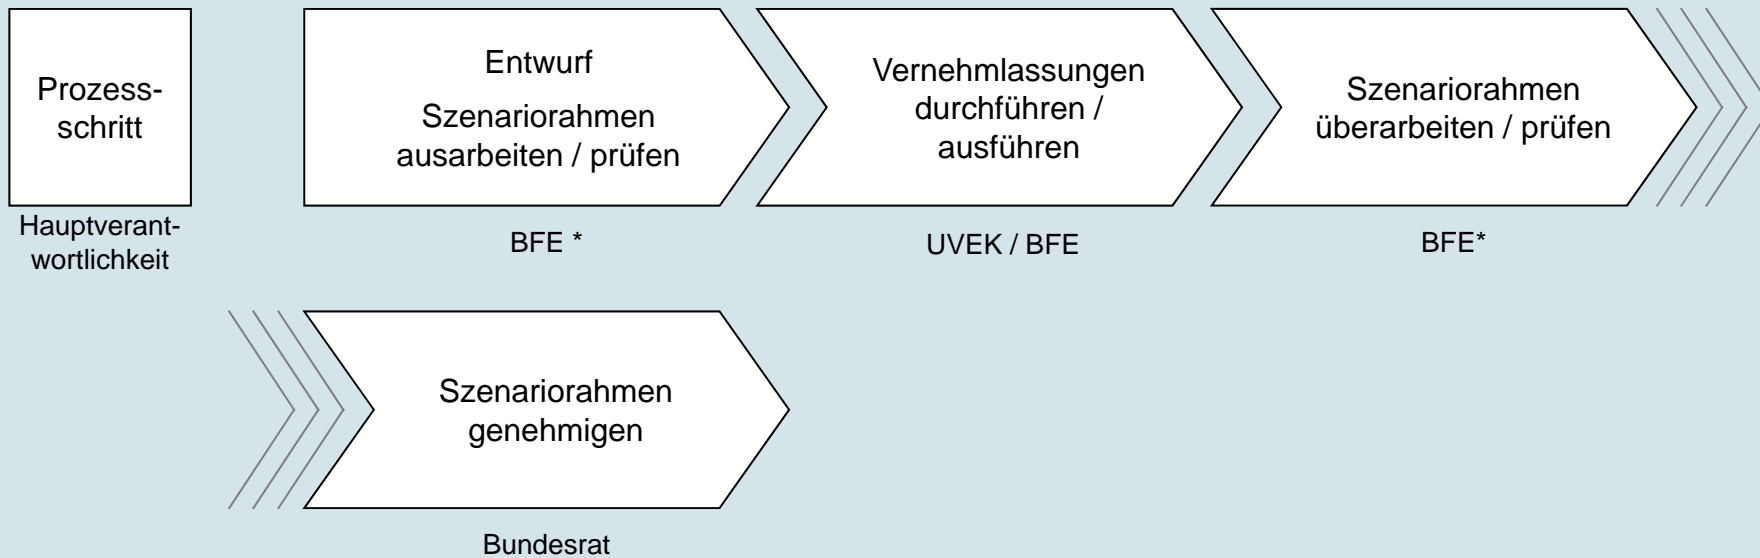 Prozess-
schritt
Hauptverant-
wortlichkeit
Entwurf
Szenariorahmen
ausarbeiten / prüfen
BFE *
Vernehmlassungen
durchführen /
ausführen
UVEK / BFE
Szenariorahmen
überarbeiten / prüfen
BFE*
Szenariorahmen
genehmigen
Bundesrat